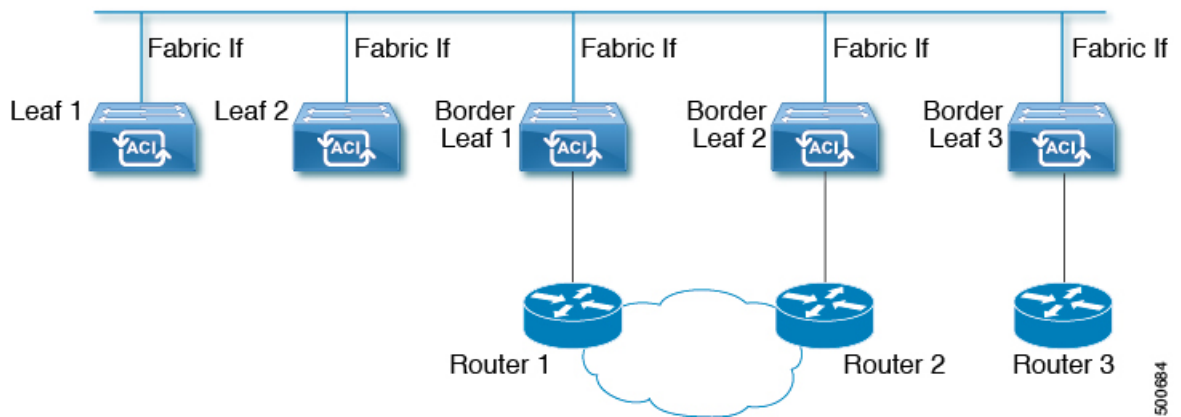 Fabric If
Fabric If
Fabric If
Fabric If
Fabric If
Leaf 1
Leaf 2
Border
Leaf 1
Border
Leaf 2
Border
Leaf 3
ACI
ACI
ACI
ACI
ACI
Router 1
Router 2
Router 3
500684